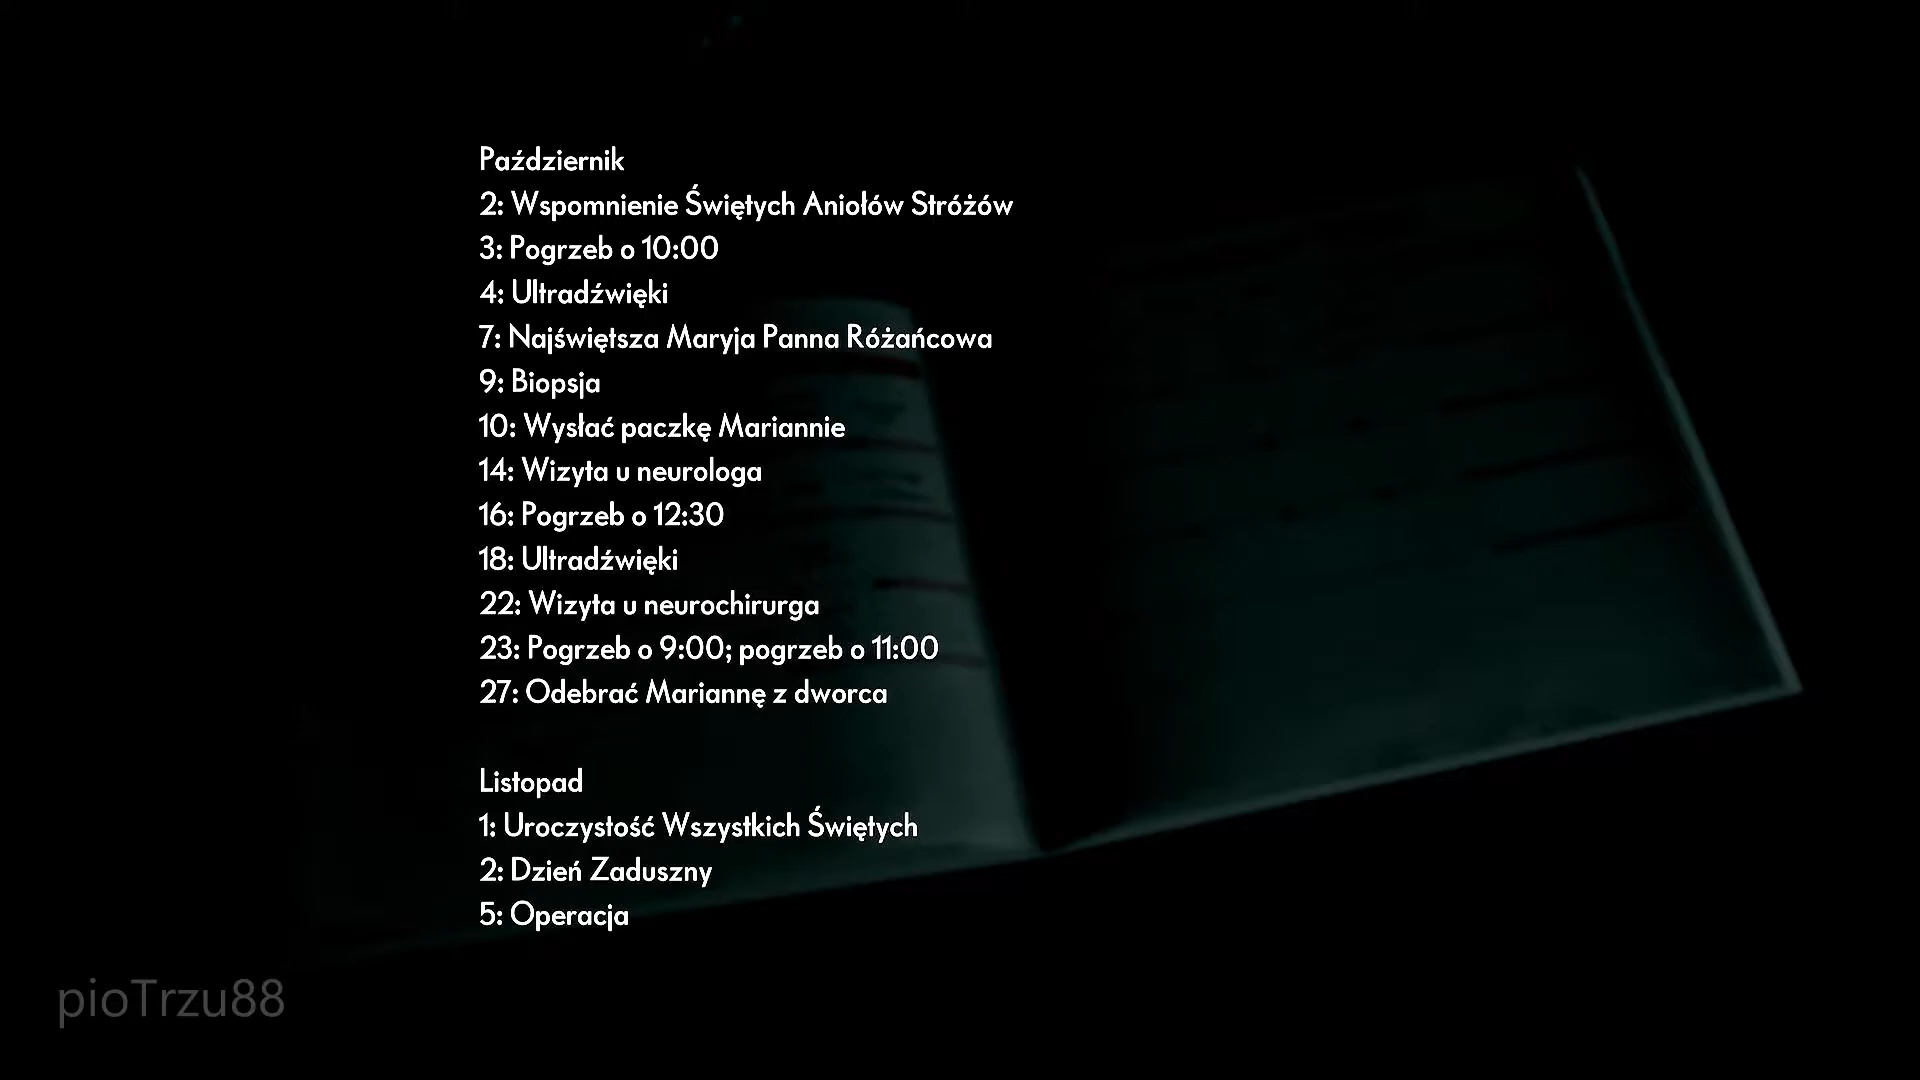 Październik
2: Wspomnienie Świętych Aniołów Stróżów
3: Pogrzeb o 10:00
4: Ultradźwięki
7: Najświętsza Maryja Panna Różańcowa
9: Biopsja
10: Wysłać paczkę Mariannie
14: Wizyta u neurologa
16: Pogrzeb o 12:30
18: Ultradźwięki
22: Wizyta u neurochirurga
23: Pogrzeb o 9:00; pogrzeb o 11:00
27: Odebrać Mariannę z dworca
Listopad
1: Uroczystość Wszystkich Świętych
2: Dzień Zaduszny
5: Operacja
pioTrzu88